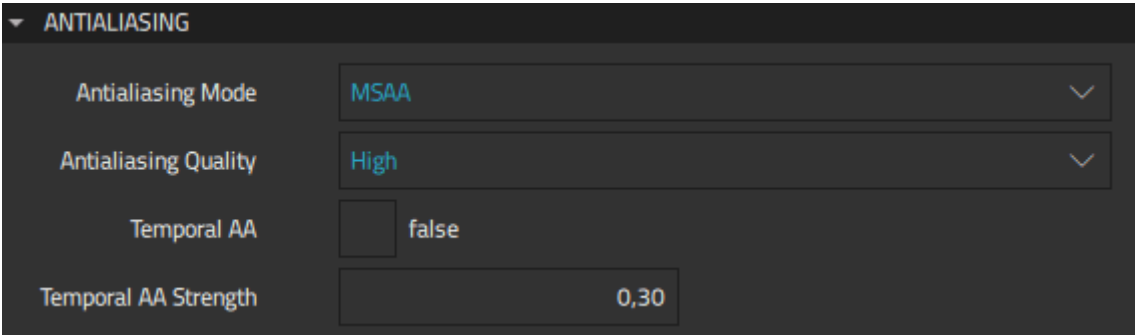 ANTIALIASING
Antialiasing Mode MSAA
Antialiasing Quality High
Temporal AA false
Temporal AA Strength 0,30